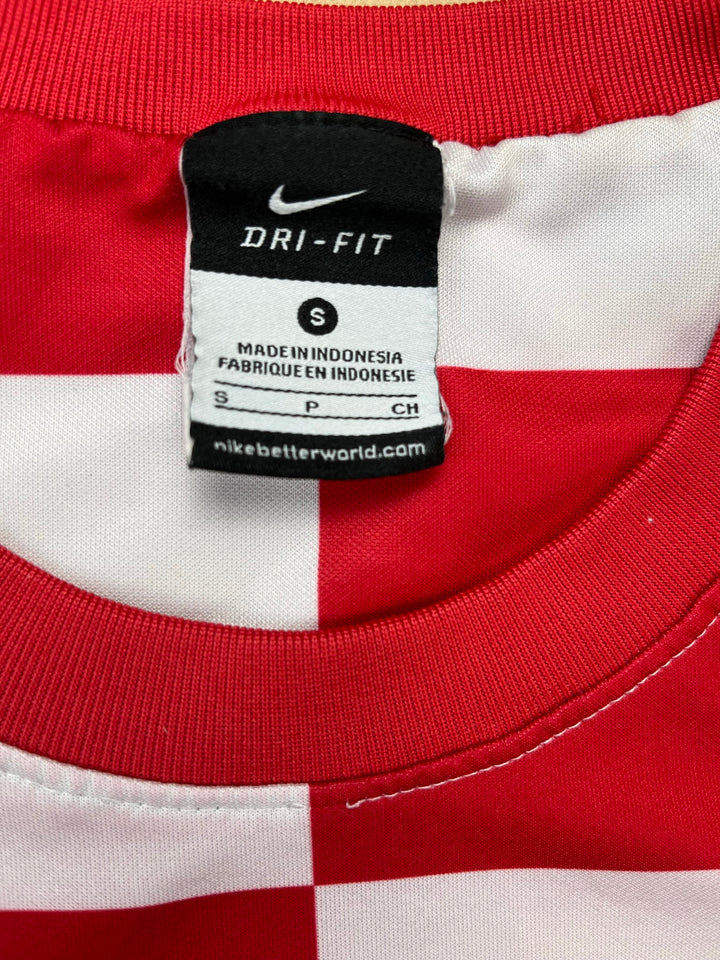 DRI-FIT
S
MADE IN INDONESIA
FABRIQUE EN INDONESIE
S P CH
nikebetterworld.com